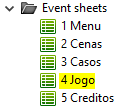 Event sheets
1 Menu
2 Cenas
3 Casos
4 Jogo
5 Creditos